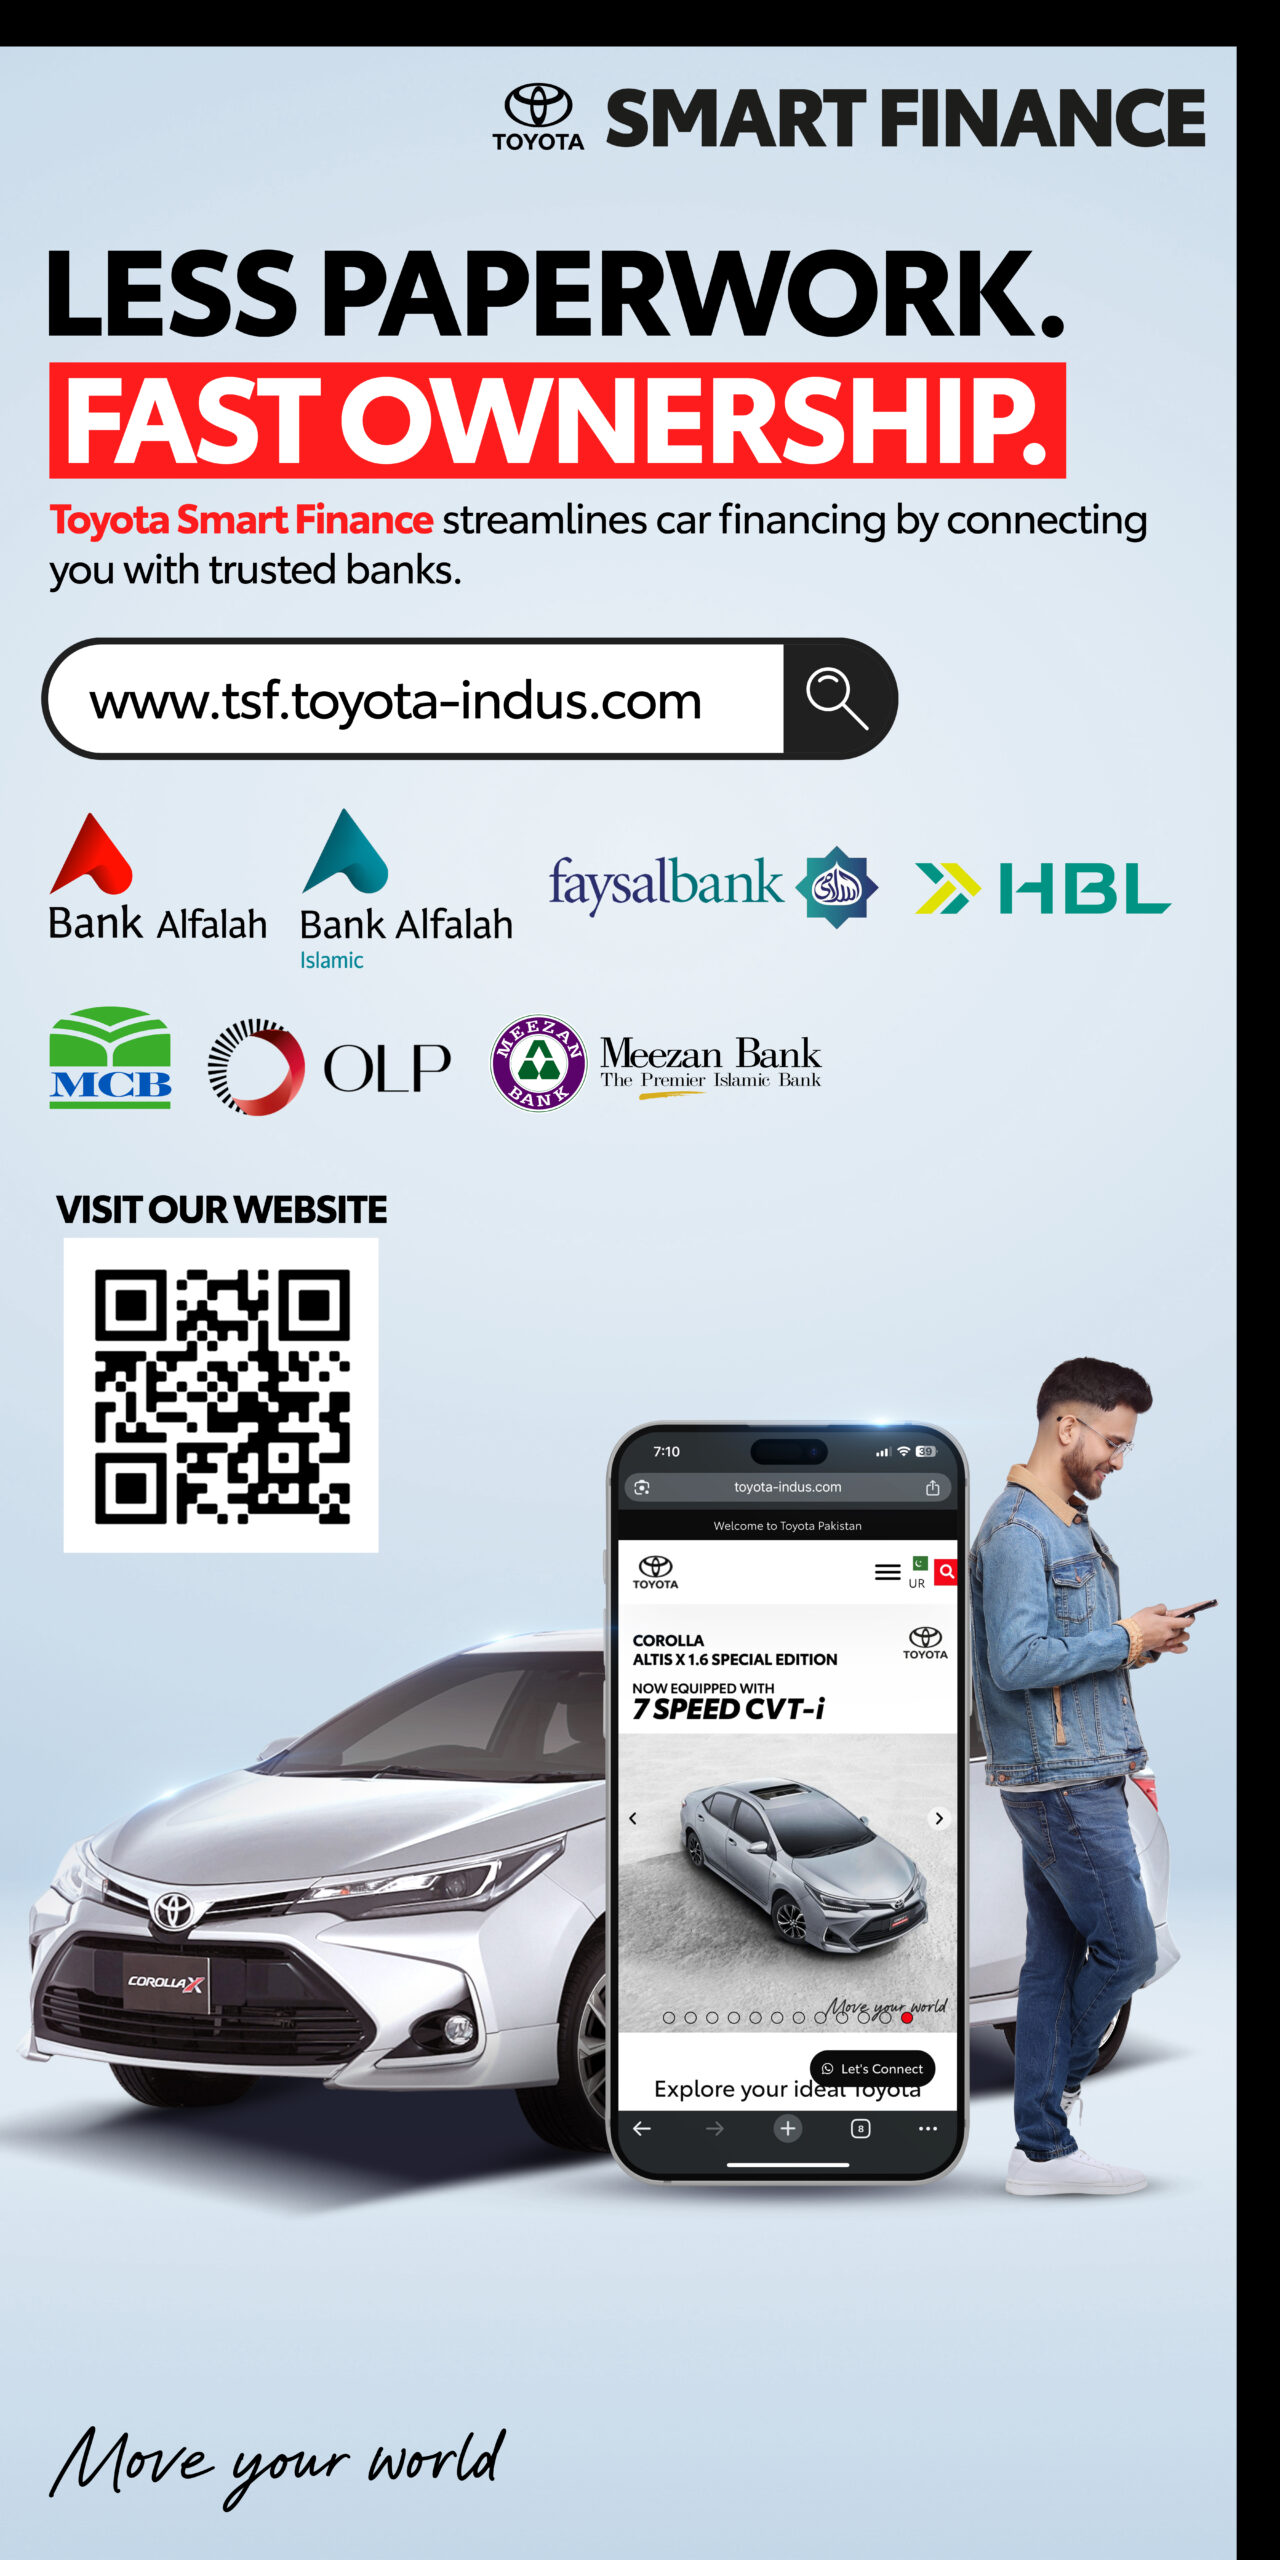 TOYOTA SMART FINANCE
LESS PAPERWORK.
FAST OWNERSHIP.
Toyota Smart Finance streamlines car financing by connecting
you with trusted banks.
www.tsf.toyota-indus.com
Bank Alfalah
Bank Alfalah
Islamic
faysalbank
اسلامی
HBL
MCB
OLP
MEEZAN BANK
Meezan Bank
The Premier Islamic Bank
VISIT OUR WEBSITE
7:10
39
toyota-indus.com
Welcome to Toyota Pakistan
TOYOTA
UR
COROLLA
ALTIS X 1.6 SPECIAL EDITION
TOYOTA
NOW EQUIPPED WITH
7 SPEED CVT-i
Move your world
Let's Connect
Explore your ideal Toyota
8
COROLLA X
Move your world